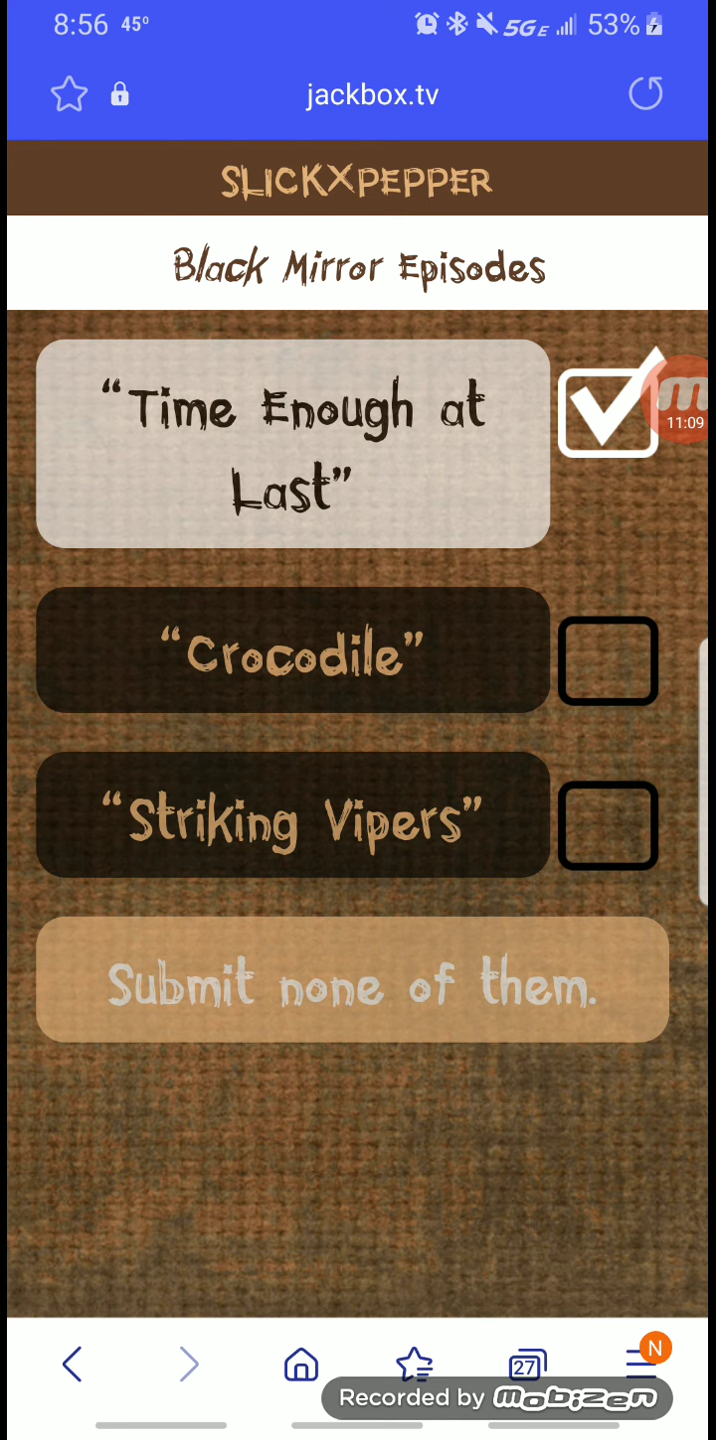 8:56 45° 5GE 53%
jackbox.tv
SLICKXPEPPER
Black Mirror Episodes
“Time Enough at
Last”
11:09
“Crocodile”
“Striking Vipers”
Submit none of them.
N
27
Recorded by mobizen